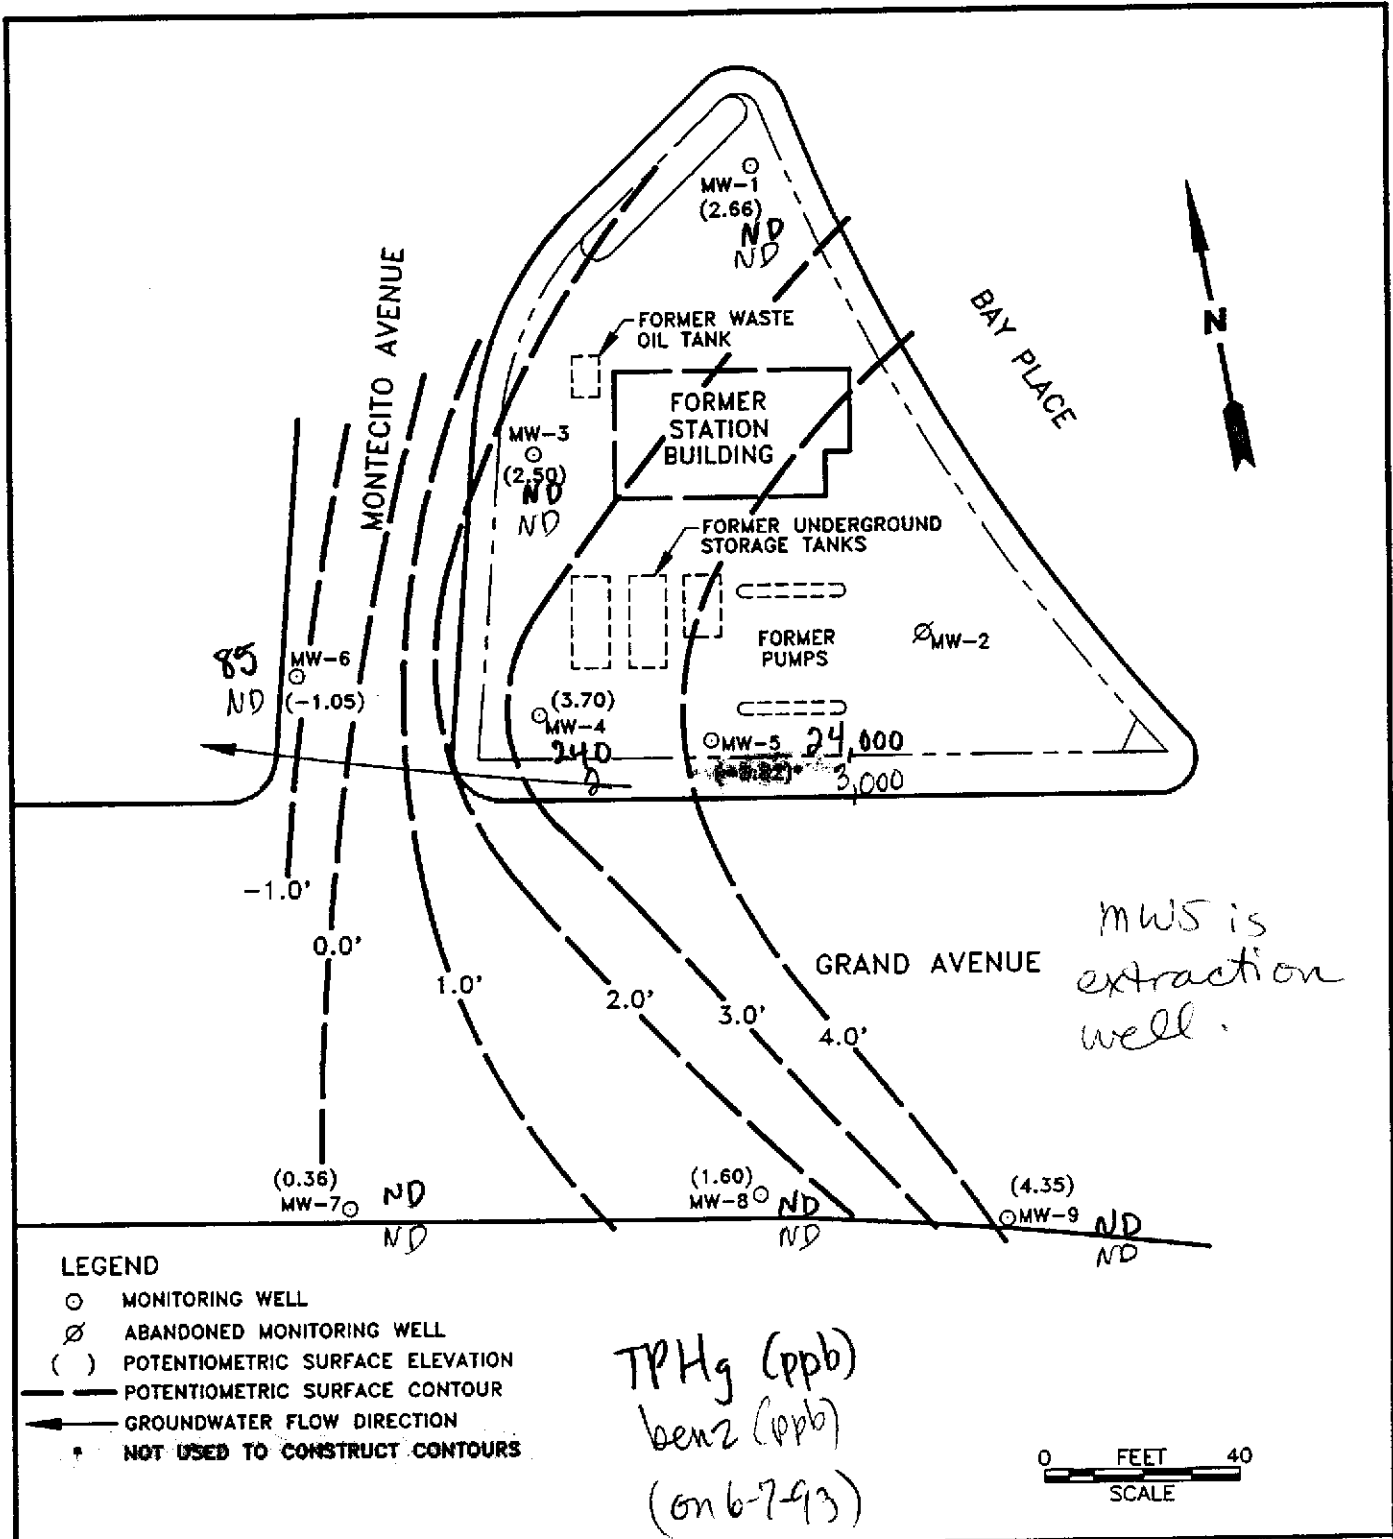 MW-1
(2.66)
ND
ND
MONTECITO AVENUE
BAY PLACE
N
FORMER WASTE
OIL TANK
FORMER
STATION
BUILDING
MW-3
(2.50)
ND
ND
FORMER UNDERGROUND
STORAGE TANKS
FORMER
PUMPS
MW-2
85
ND
MW-6
(-1.05)
(3.70)
MW-4
240
2
MW-5
24,000
3,000
-1.0'
0.0'
1.0'
2.0'
3.0'
4.0'
GRAND AVENUE
MW5 is
extraction
well.
(0.36)
MW-7
ND
ND
(1.60)
MW-8
ND
ND
(4.35)
MW-9
ND
ND
LEGEND
MONITORING WELL
ABANDONED MONITORING WELL
( ) POTENTIOMETRIC SURFACE ELEVATION
POTENTIOMETRIC SURFACE CONTOUR
GROUNDWATER FLOW DIRECTION
* NOT USED TO CONSTRUCT CONTOURS
TPHg (ppb)
benz (ppb)
(on 6-7-93)
0 FEET 40
SCALE